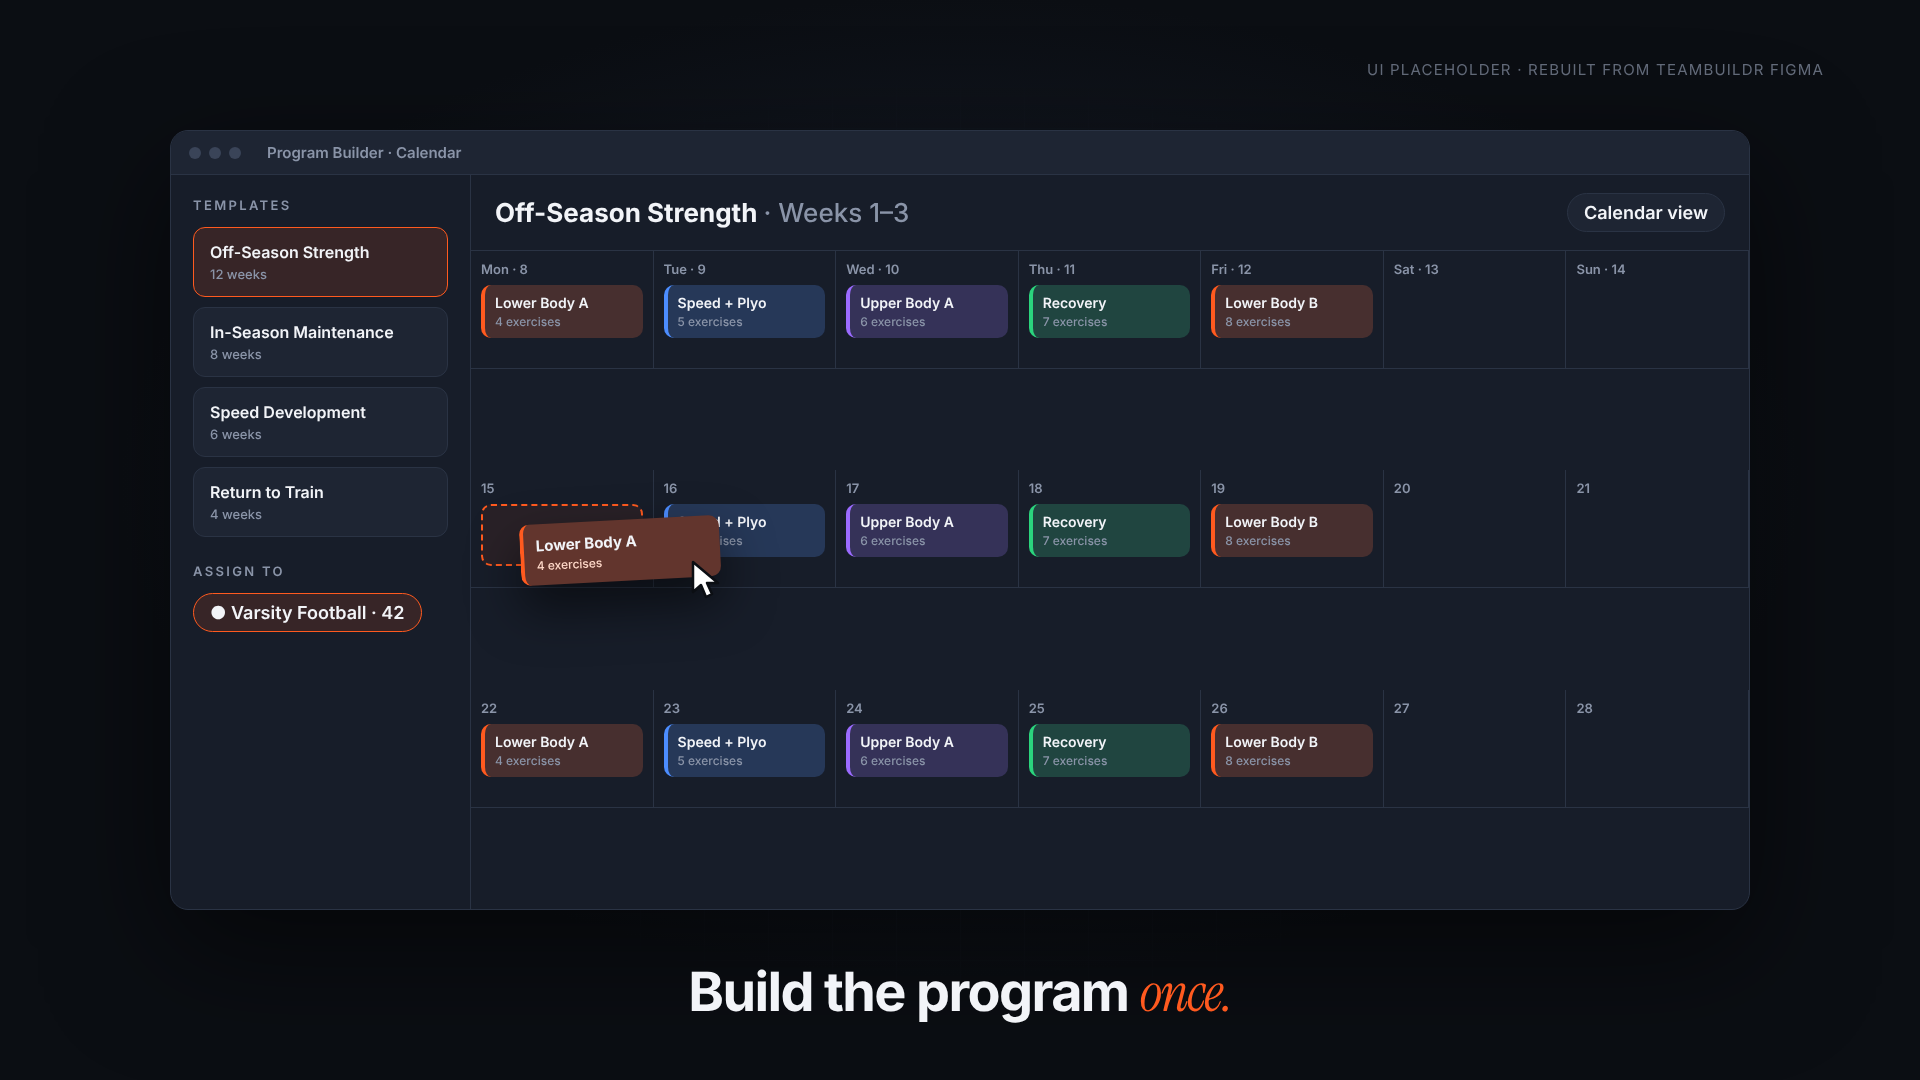 UI PLACEHOLDER · REBUILT FROM TEAMBUILDR FIGMA
Program Builder · Calendar
TEMPLATES
Off-Season Strength
12 weeks
In-Season Maintenance
8 weeks
Speed Development
6 weeks
Return to Train
4 weeks
ASSIGN TO
Varsity Football · 42
Off-Season Strength · Weeks 1–3
Calendar view
Mon · 8
Lower Body A
4 exercises
Tue · 9
Speed + Plyo
5 exercises
Wed · 10
Upper Body A
6 exercises
Thu · 11
Recovery
7 exercises
Fri · 12
Lower Body B
8 exercises
Sat · 13
Sun · 14
15
Lower Body A
4 exercises
16
+ Plyo
17
Upper Body A
6 exercises
18
Recovery
7 exercises
19
Lower Body B
8 exercises
20
21
22
Lower Body A
4 exercises
23
Speed + Plyo
5 exercises
24
Upper Body A
6 exercises
25
Recovery
7 exercises
26
Lower Body B
8 exercises
27
28
Build the program once.